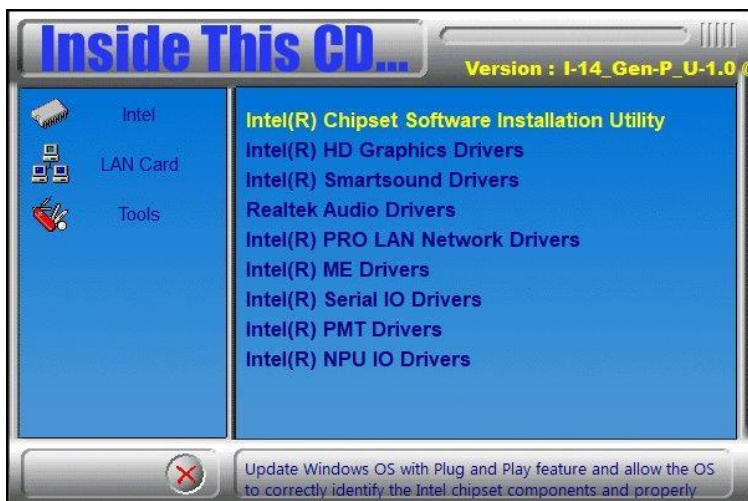 Inside This CD...
Version : I-14_Gen-P_U-1.0
Intel
LAN Card
Tools
Intel(R) Chipset Software Installation Utility
Intel(R) HD Graphics Drivers
Intel(R) Smartsound Drivers
Realtek Audio Drivers
Intel(R) PRO LAN Network Drivers
Intel(R) ME Drivers
Intel(R) Serial IO Drivers
Intel(R) PMT Drivers
Intel(R) NPU IO Drivers
Update Windows OS with Plug and Play feature and allow the OS
to correctly identify the Intel chipset components and properly